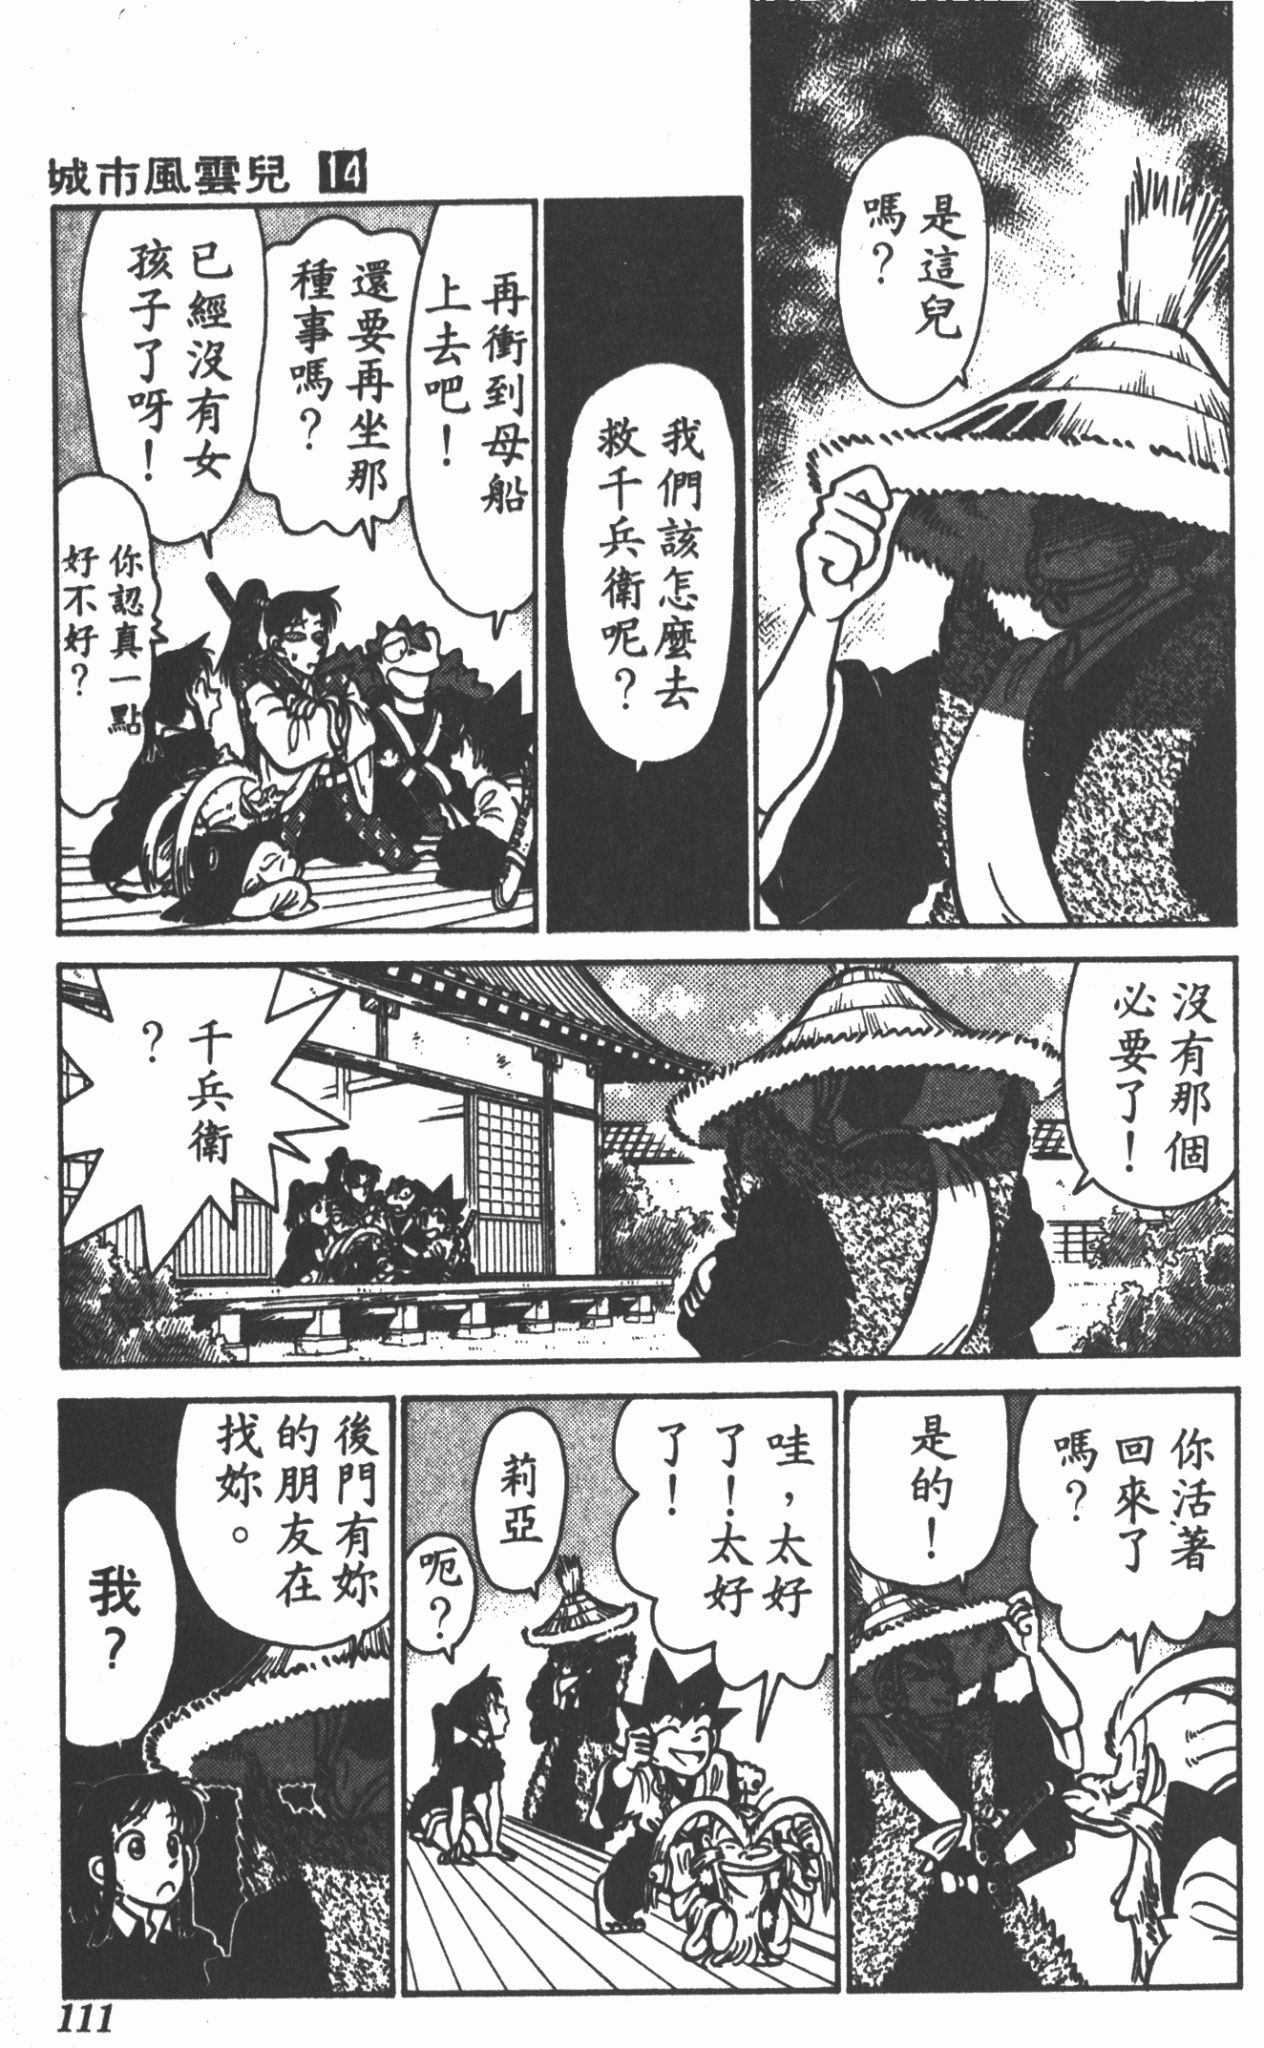 城市風雲兒 14
是這兒
嗎？
我們該怎麼去
救千兵衛呢？
再衝到母船
上去吧！
還要再坐那
種事嗎？
已經沒有女
孩子了呀！
你認真一點
好不好？
沒有那個
必要了！
千兵衛
？
你活著
回來了
嗎？
是的！
哇，太好
了！太好
了！
莉亞
呃？
後門有妳
的朋友在
找妳。
我？
111